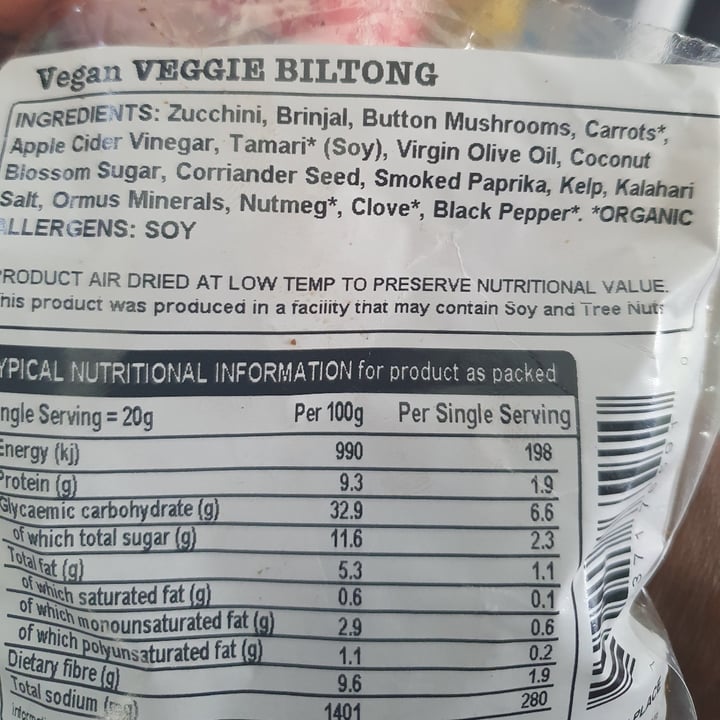 Vegan VEGGIE BILTONG
INGREDIENTS: Zucchini, Brinjal, Button Mushrooms, Carrots*,
Apple Cider Vinegar, Tamari* (Soy), Virgin Olive Oil, Coconut
Blossom Sugar, Corriander Seed, Smoked Paprika, Kelp, Kalahari
Salt, Ormus Minerals, Nutmeg*, Clove*, Black Pepper*. *ORGANIC
ALLERGENS: SOY
PRODUCT AIR DRIED AT LOW TEMP TO PRESERVE NUTRITIONAL VALUE.
This product was produced in a facility that may contain Soy and Tree Nuts
TYPICAL NUTRITIONAL INFORMATION for product as packed
ngle Serving = 20g Per 100g Per Single Serving
Energy (kj) 990 198
Protein (g) 9.3 1.9
Glycaemic carbohydrate (g) 32.9 6.6
of which total sugar (g) 11.6 2.3
Total fat (g) 5.3 1.1
of which saturated fat (g) 0.6 0.1
of which monounsaturated fat (g) 2.9 0.6
of which polyunsaturated fat (g) 1.1 0.2
Dietary fibre (g) 9.6 1.9
Total sodium (mg) 1401 280